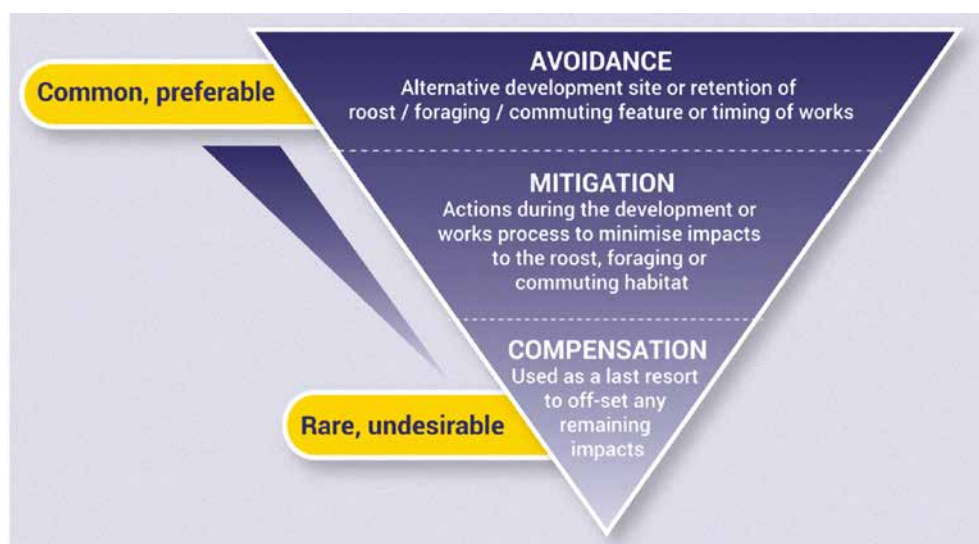 Common, preferable
AVOIDANCE
Alternative development site or retention of
roost / foraging / commuting feature or timing of works
MITIGATION
Actions during the development or
works process to minimise impacts
to the roost, foraging or
commuting habitat
Rare, undesirable
COMPENSATION
Used as a last resort
to off-set any
remaining
impacts